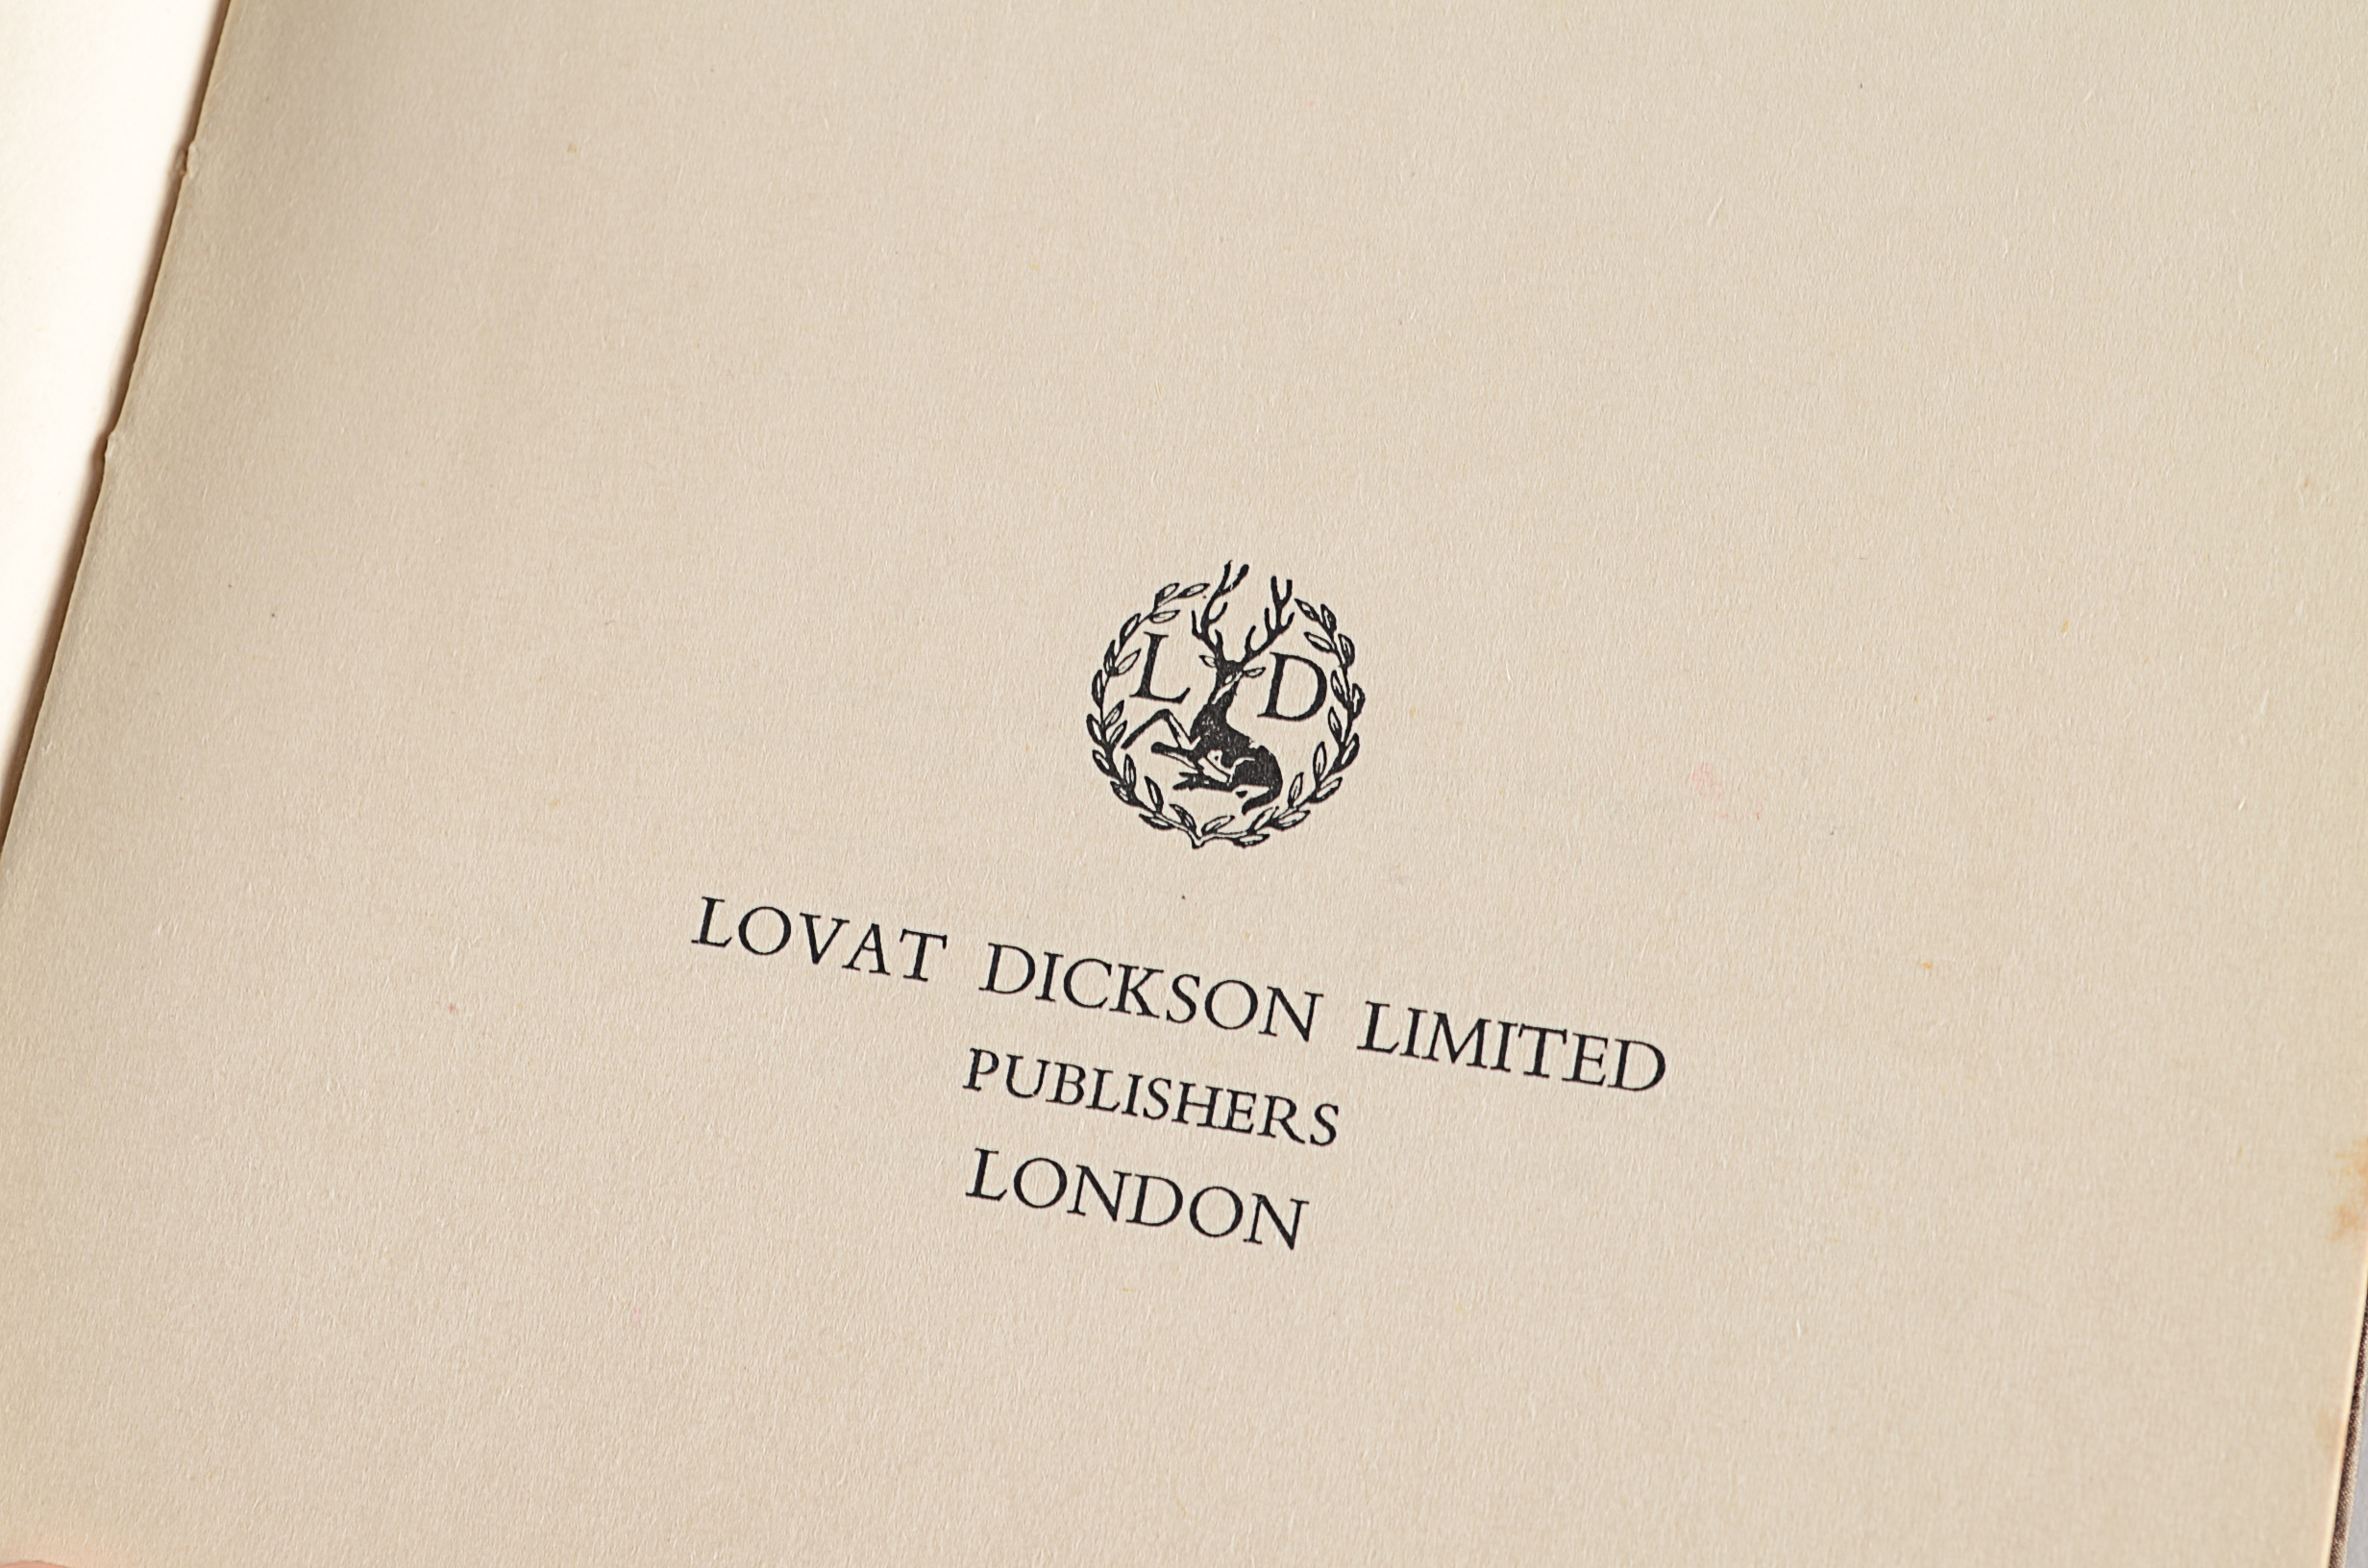 L D
LOVAT DICKSON LIMITED
PUBLISHERS
LONDON